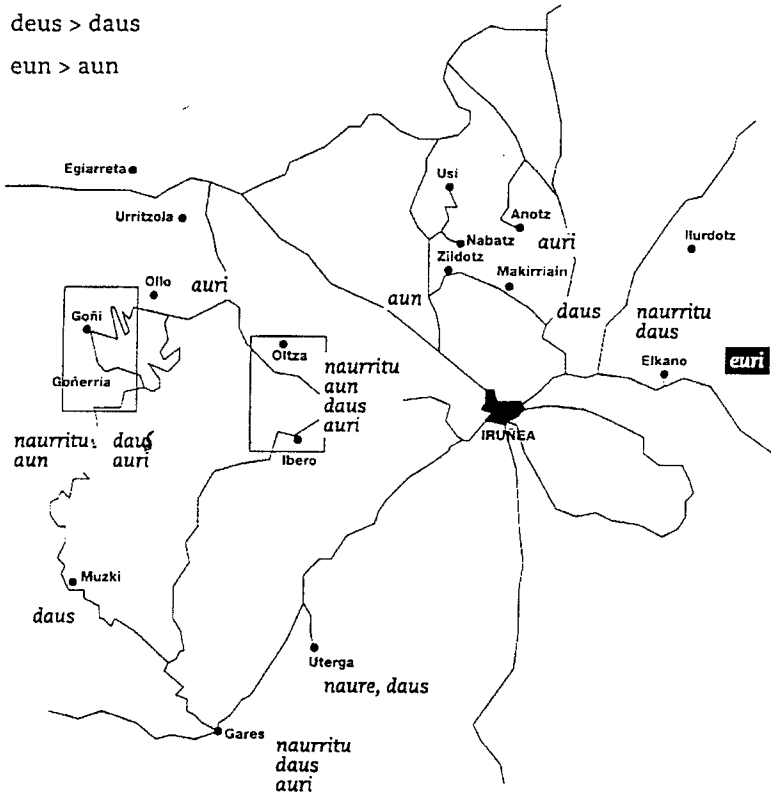 deus > daus
eun > aun
Egiarreta
Usi
Urritzola
Anotz
auri
Nabatz
Ilurdotz
Zildotz
Makirriain
Ollo
auri
aun
daus
naurritu
daus
Goñi
Oltza
Elkano
euri
naurritu
aun
daus
auri
Goñerria
IRUÑEA
naurritu
aun
daus
auri
Ibero
Muzki
daus
Uterga
naure, daus
Gares
naurritu
daus
auri